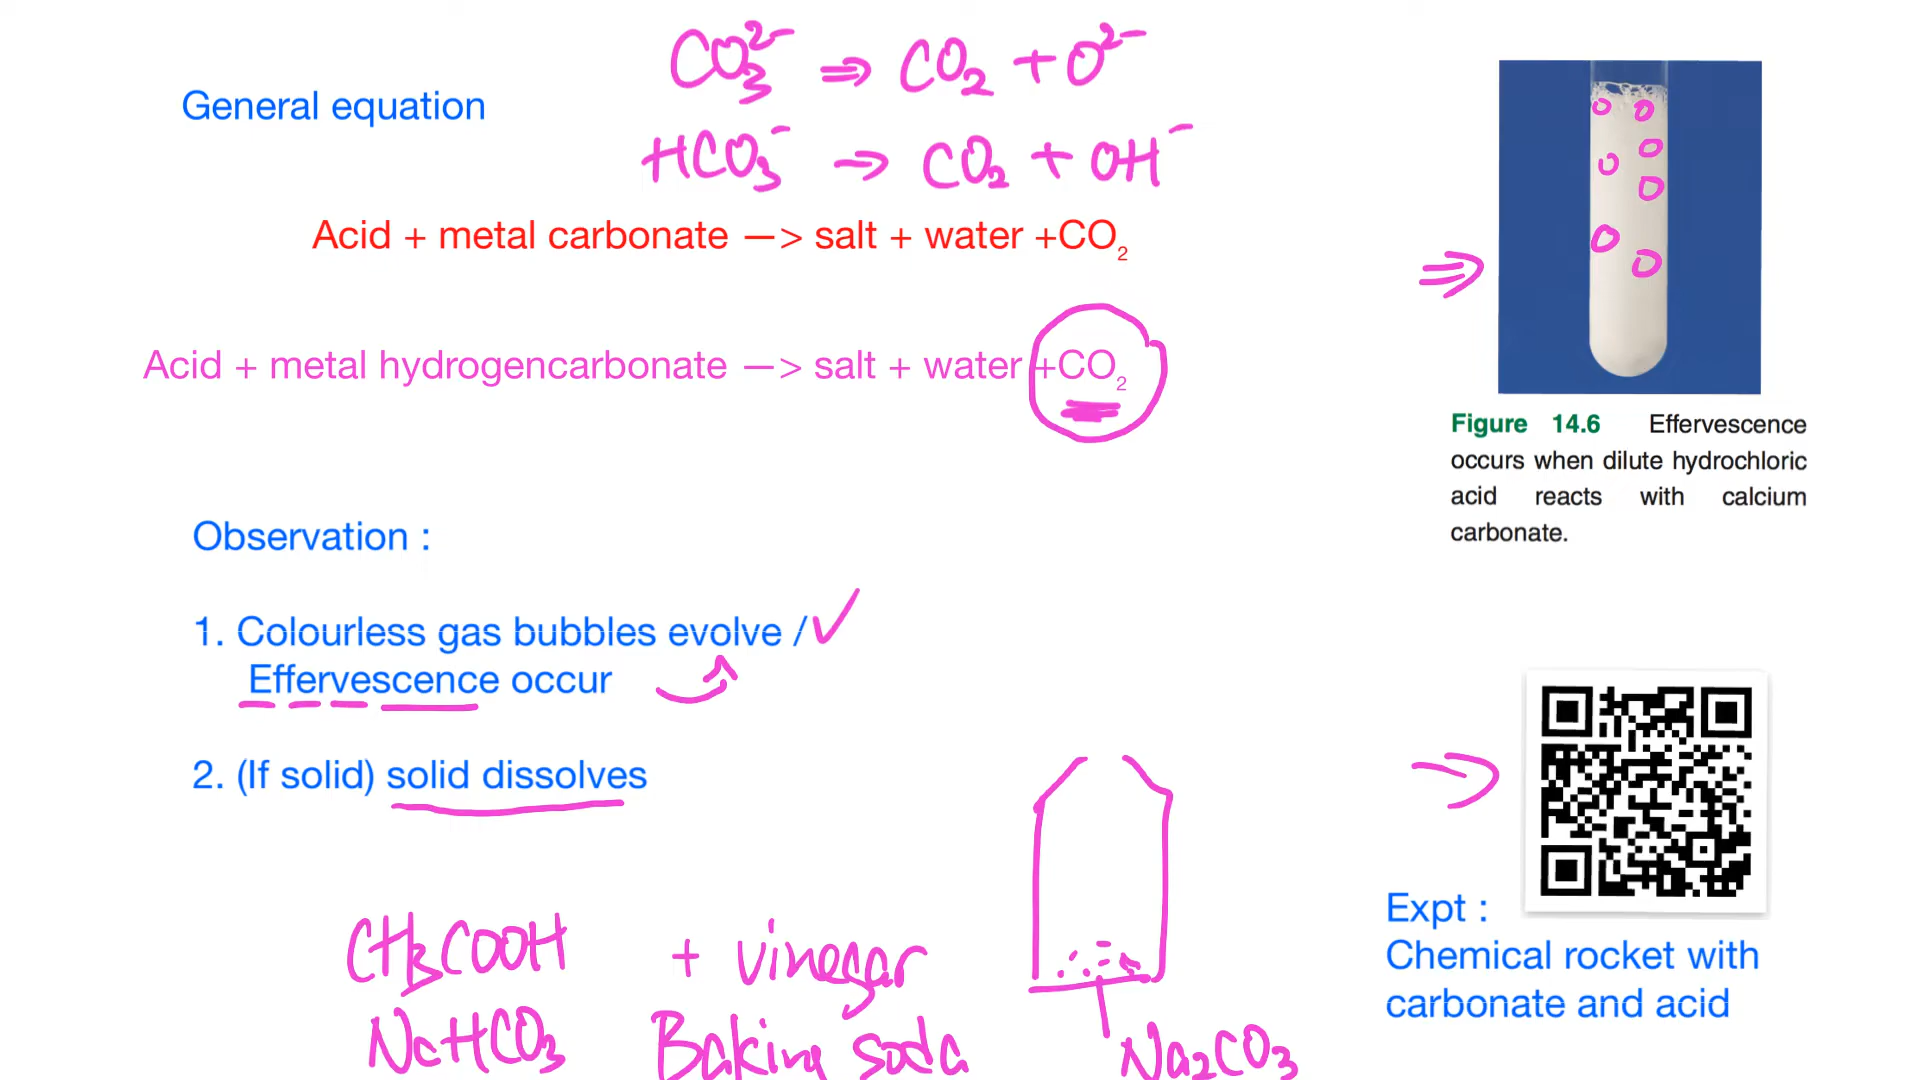 CO₃²⁻ ⇒ CO₂ + O²⁻
General equation
HCO₃⁻ ⇒ CO₂ + OH⁻
Acid + metal carbonate —> salt + water +CO₂
Acid + metal hydrogencarbonate —> salt + water +CO₂
Figure 14.6 Effervescence
occurs when dilute hydrochloric
acid reacts with calcium
carbonate.
Observation :
1. Colourless gas bubbles evolve /
Effervescence occur
2. (If solid) solid dissolves
CH₃COOH + vinegar
NaHCO₃ Baking soda
Na₂CO₃
Expt :
Chemical rocket with
carbonate and acid